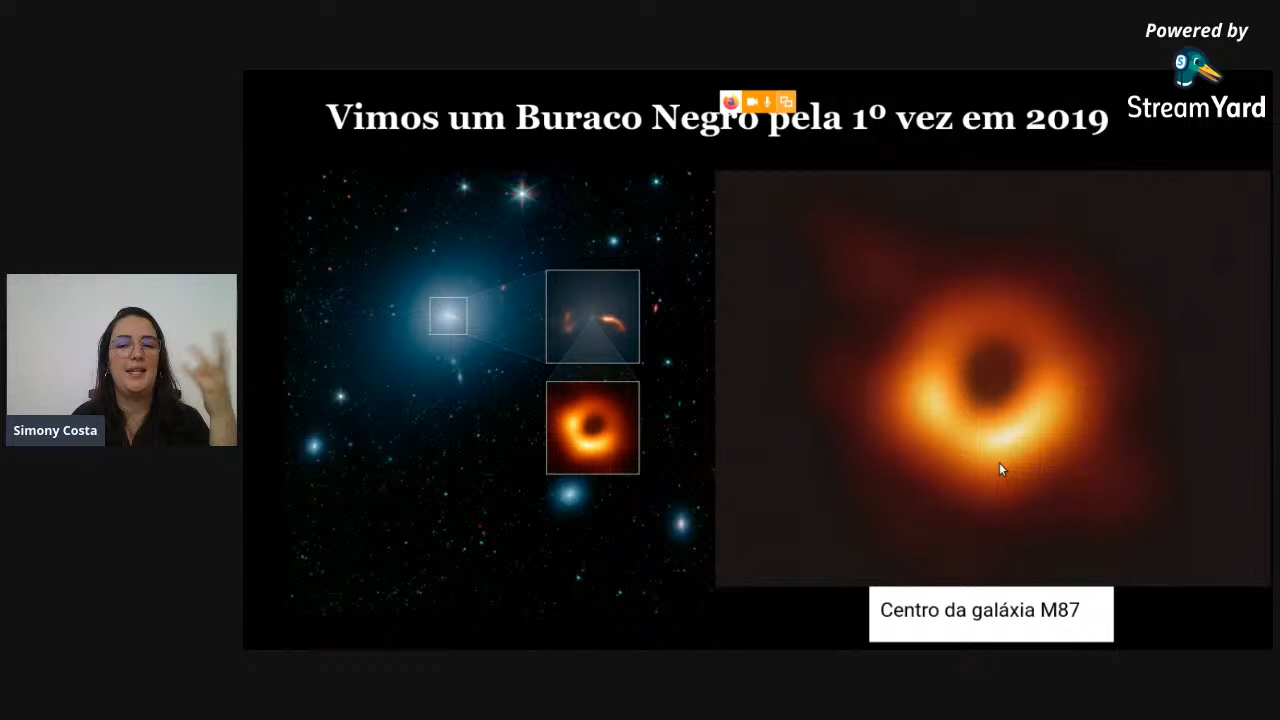 Powered by
StreamYard
Vimos um Buraco Negro pela 1º vez em 2019
Simony Costa
Centro da galáxia M87